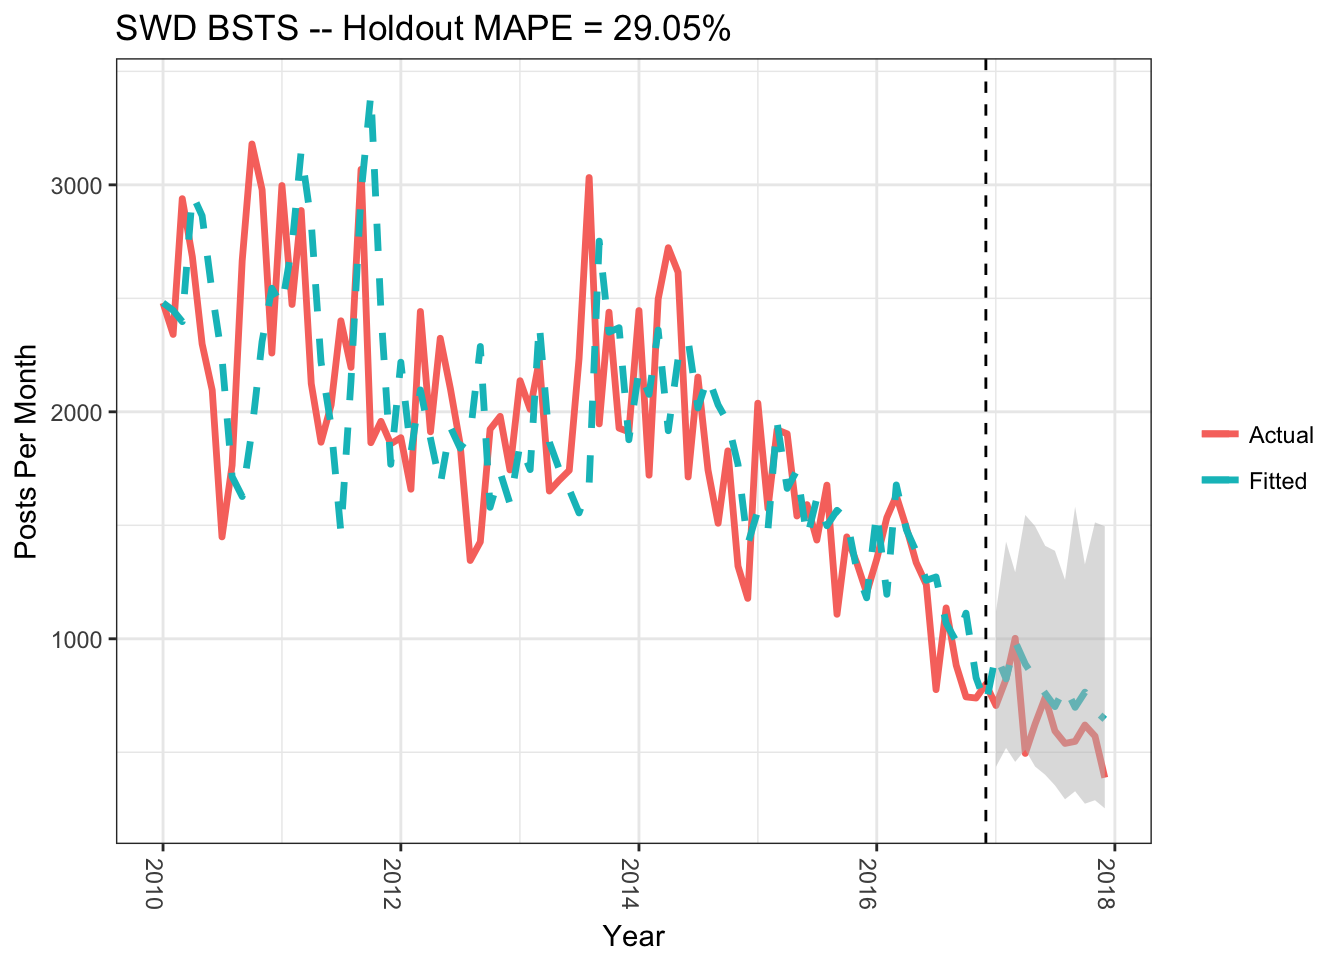 SWD BSTS -- Holdout MAPE = 29.05%
Posts Per Month
3000
2000
1000
2010
2012
2014
2016
2018
Year
Actual
Fitted